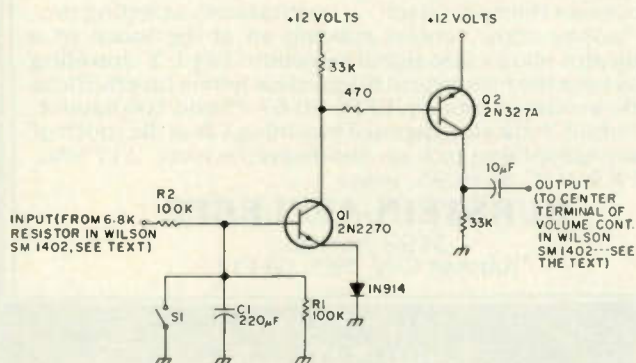 +12 VOLTS
+12 VOLTS
33K
470
Q2
2N327A
10µF
OUTPUT
(TO CENTER
TERMINAL OF
VOLUME CONT.
IN WILSON
SM 1402---SEE
THE TEXT)
33K
R2
100K
INPUT (FROM 6.8K
RESISTOR IN WILSON
SM 1402, SEE TEXT)
Q1
2N2270
IN914
S1
C1
220µF
R1
100K